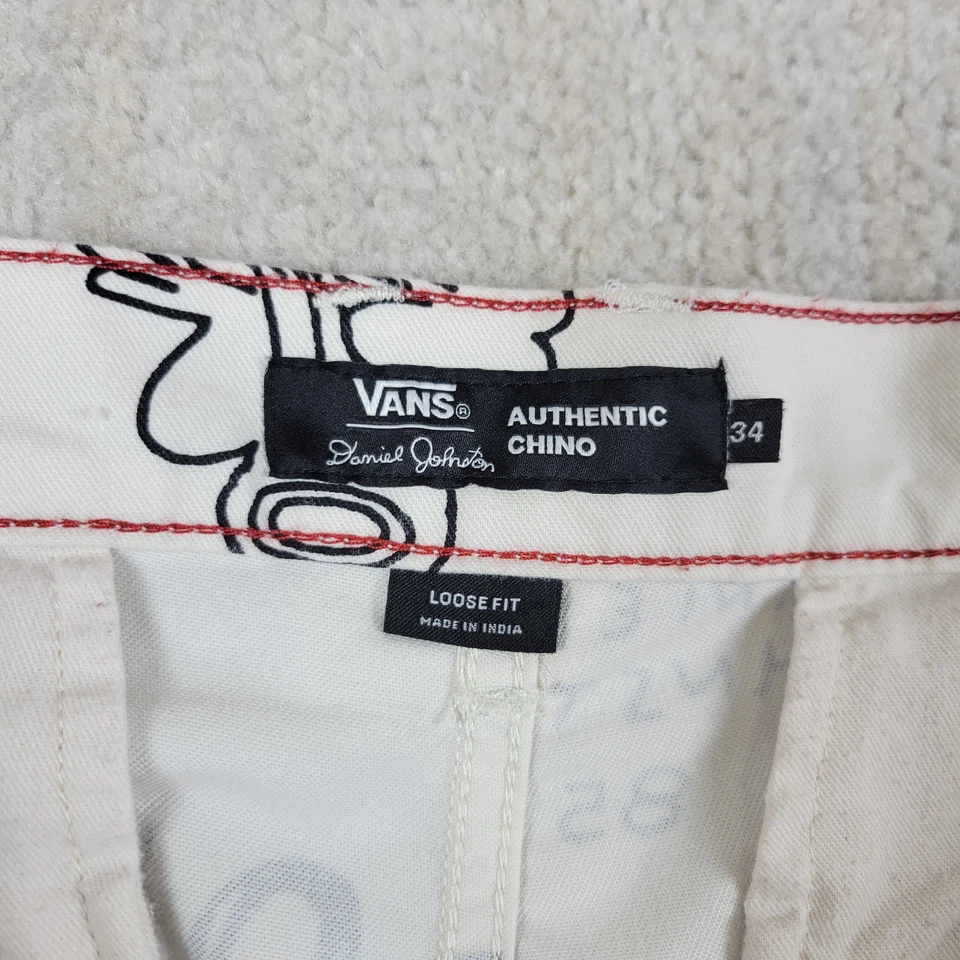 VANS®
Daniel Johnston
AUTHENTIC
CHINO
34
LOOSE FIT
MADE IN INDIA